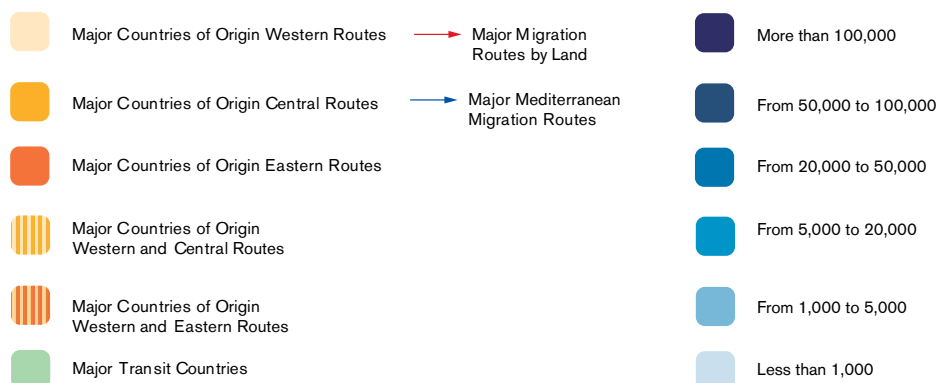 Major Countries of Origin Western Routes
Major Countries of Origin Central Routes
Major Countries of Origin Eastern Routes
Major Countries of Origin
Western and Central Routes
Major Countries of Origin
Western and Eastern Routes
Major Transit Countries
Major Migration
Routes by Land
Major Mediterranean
Migration Routes
More than 100,000
From 50,000 to 100,000
From 20,000 to 50,000
From 5,000 to 20,000
From 1,000 to 5,000
Less than 1,000